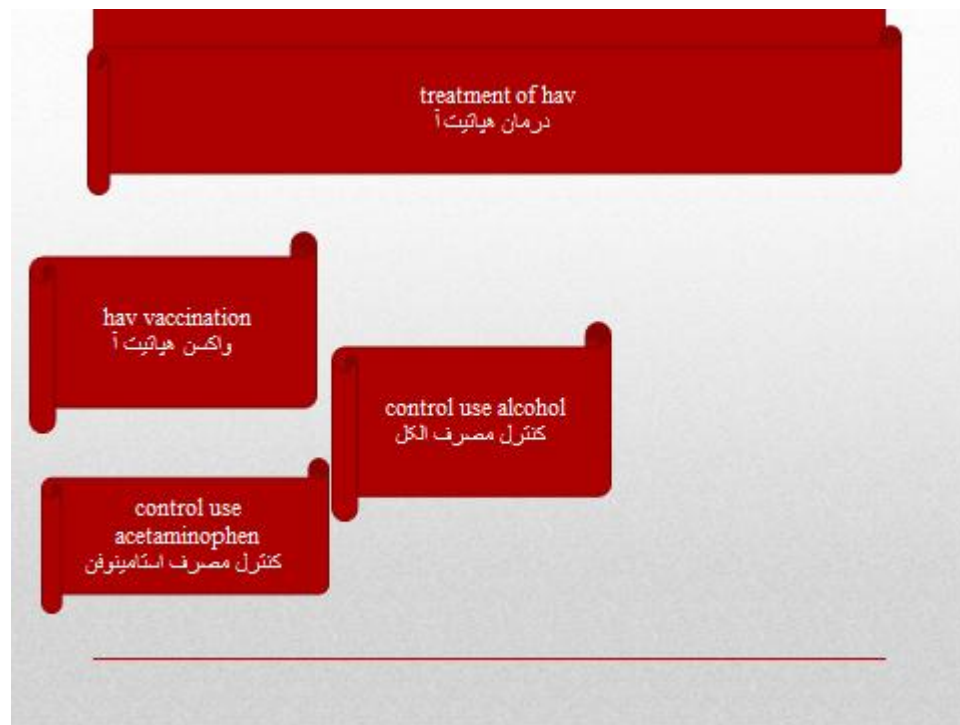 treatment of hav
درمان هپاتیت آ
hav vaccination
واکسن هپاتیت آ
control use alcohol
کنترل مصرف الکل
control use
acetaminophen
کنترل مصرف استامینوفن